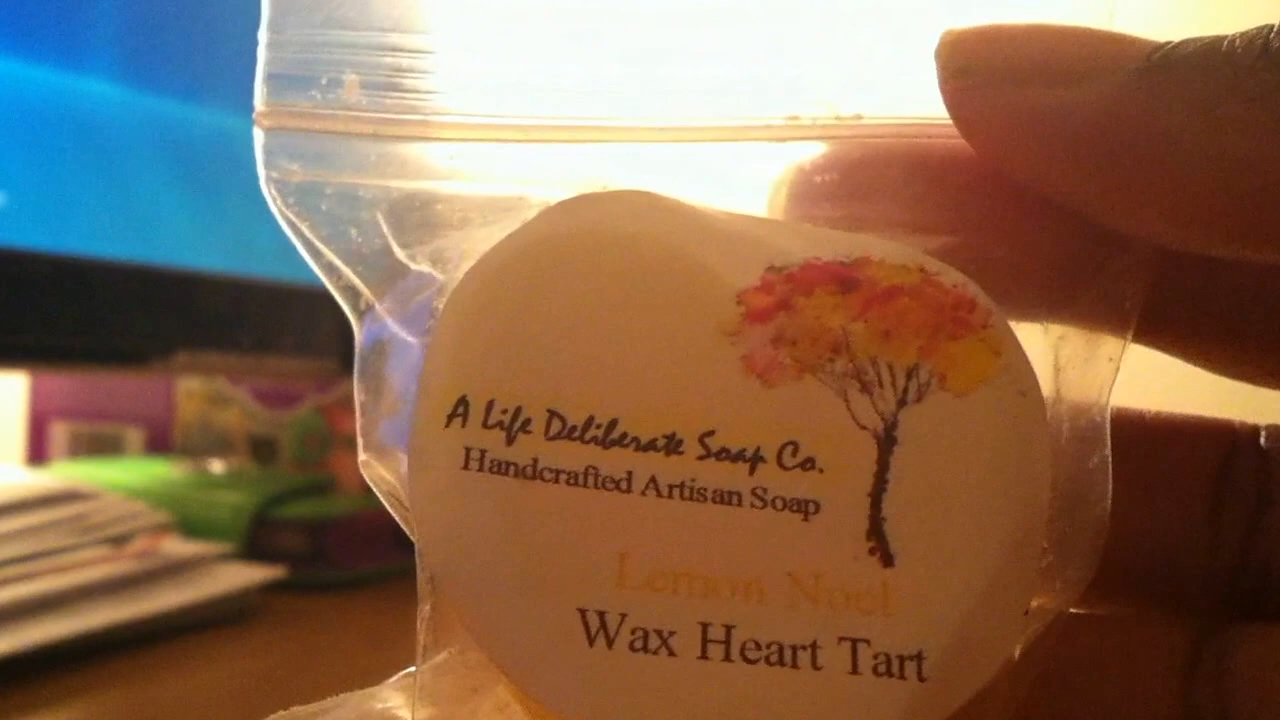 A Life Deliberate Soap Co.
Handcrafted Artisan Soap
Lemon Noel
Wax Heart Tart